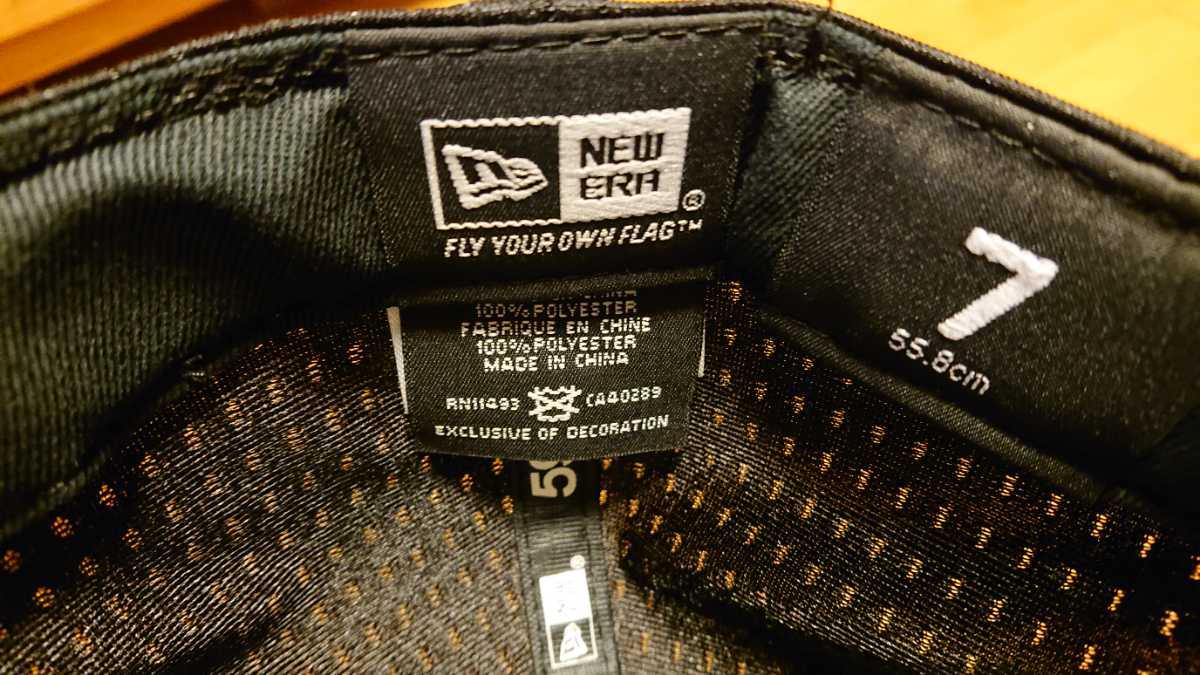 NEW
ERA®
FLY YOUR OWN FLAG™
100% POLYESTER
FABRIQUE EN CHINE
100% POLYESTER
MADE IN CHINA
RN11493 CA40289
EXCLUSIVE OF DECORATION
7
55.8cm